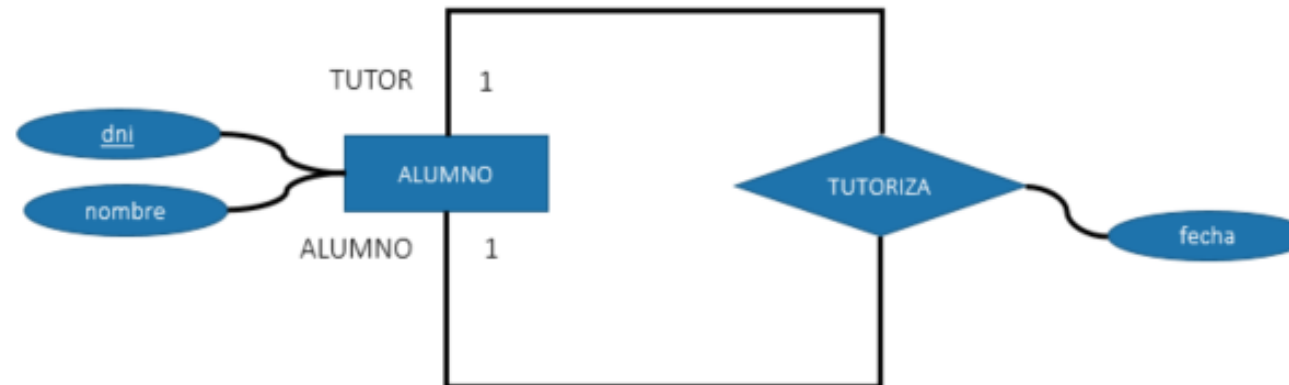 TUTOR 1
dni
ALUMNO
TUTORIZA
nombre
fecha
ALUMNO 1